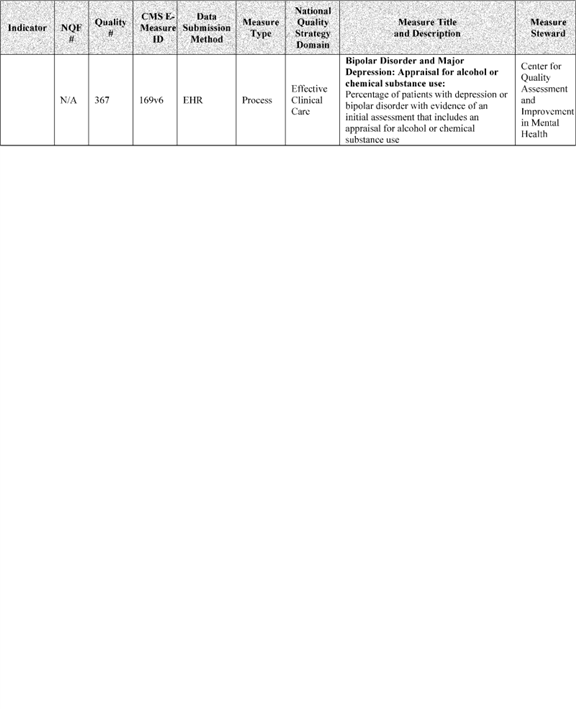 Indicator
NQF
#
Quality
#
CMS E-
Measure
ID
Data
Submission
Method
Measure
Type
National
Quality
Strategy
Domain
Measure Title
and Description
Measure
Steward
N/A
367
169v6
EHR
Process
Effective
Clinical
Care
Bipolar Disorder and Major
Depression: Appraisal for alcohol or
chemical substance use:
Percentage of patients with depression or
bipolar disorder with evidence of an
initial assessment that includes an
appraisal for alcohol or chemical
substance use
Center for
Quality
Assessment
and
Improvement
in Mental
Health